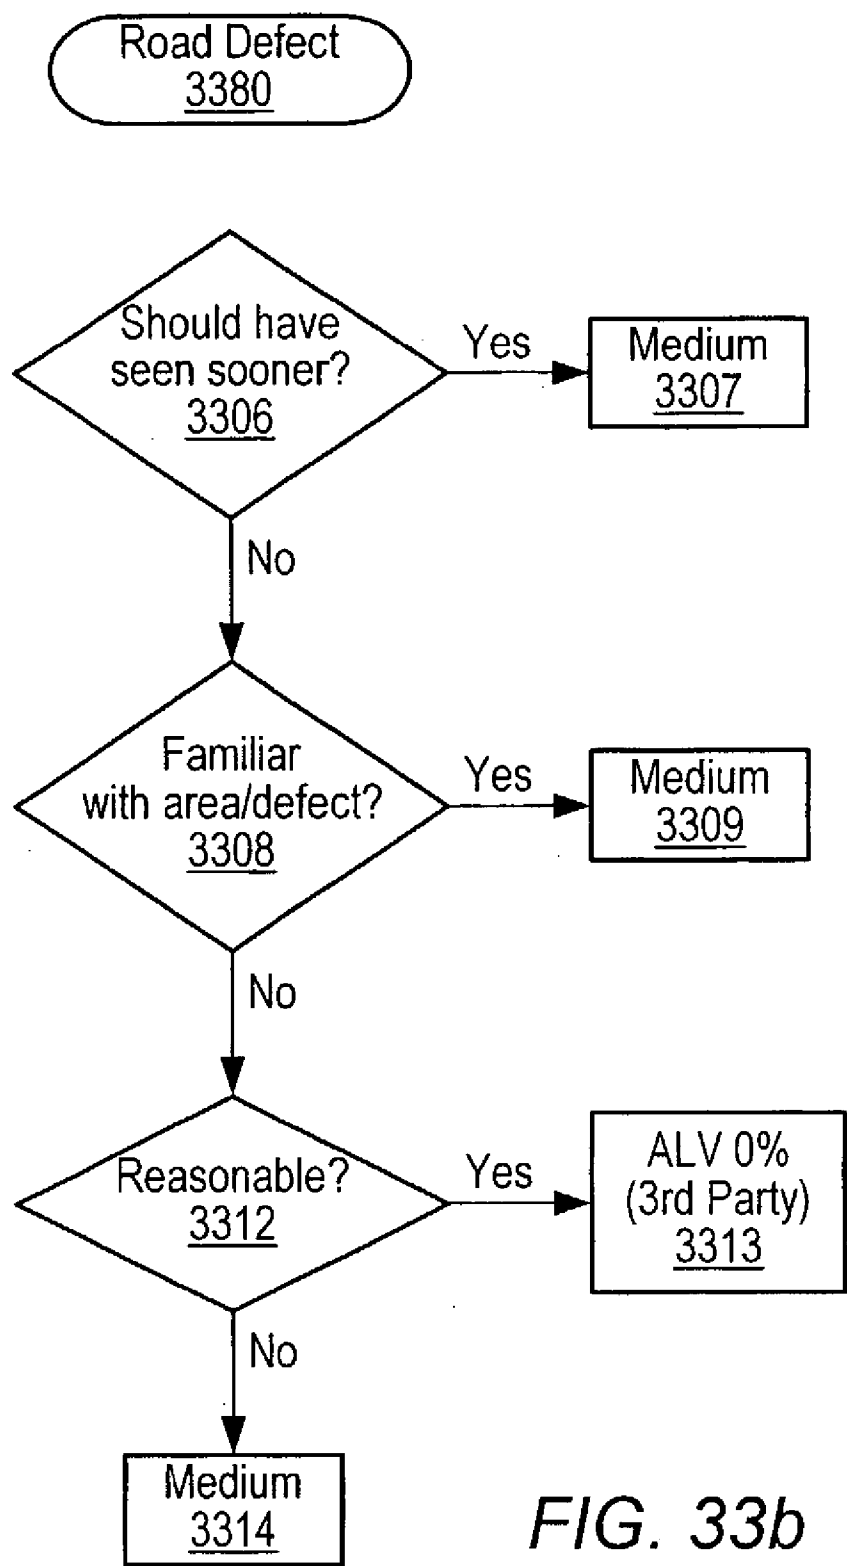 Road Defect
3380
Should have
seen sooner?
3306
Yes
Medium
3307
No
Familiar
with area/defect?
3308
Yes
Medium
3309
No
Reasonable?
3312
Yes
ALV 0%
(3rd Party)
3313
No
Medium
3314
FIG. 33b